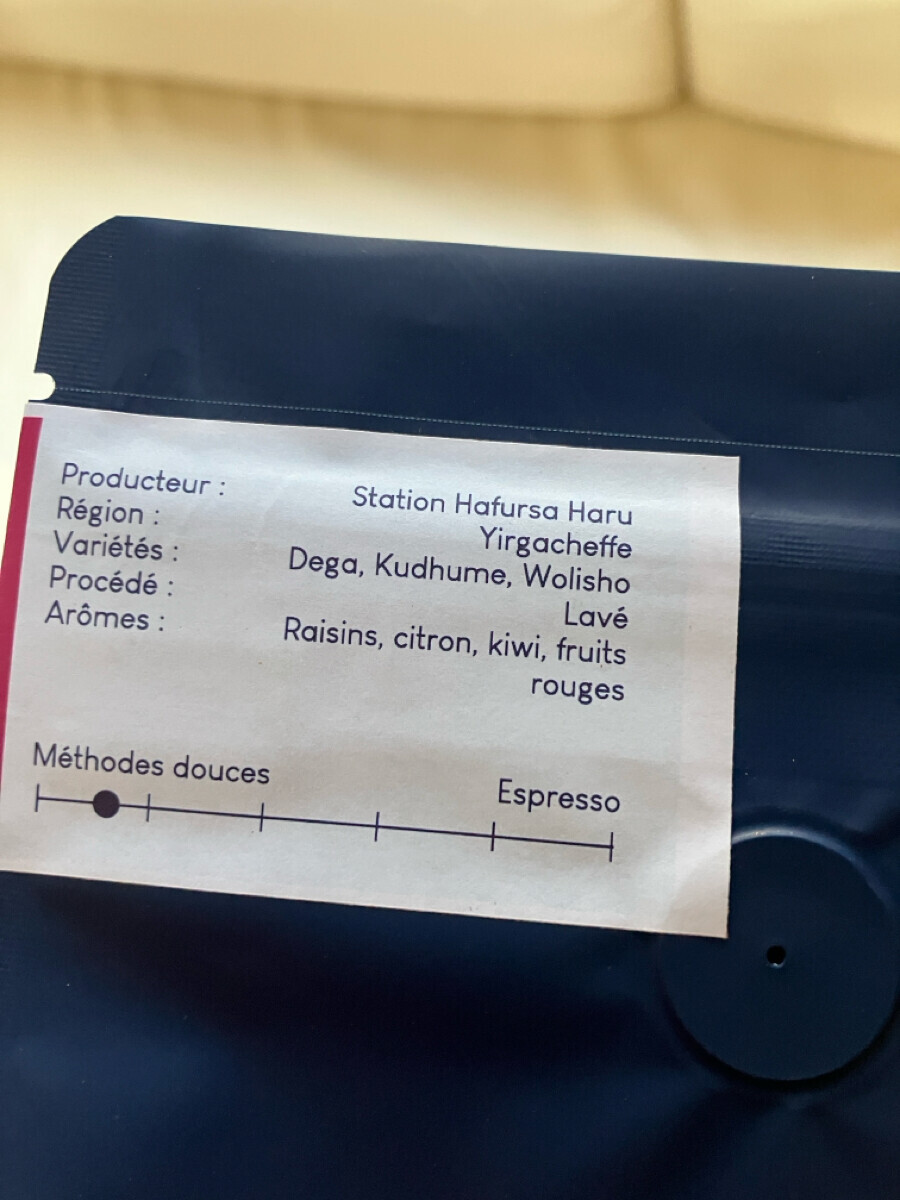 Producteur : Station Hafursa Haru
Région : Yirgacheffe
Variétés : Dega, Kudhume, Wolisho
Procédé : Lavé
Arômes : Raisins, citron, kiwi, fruits
rouges
Méthodes douces Espresso